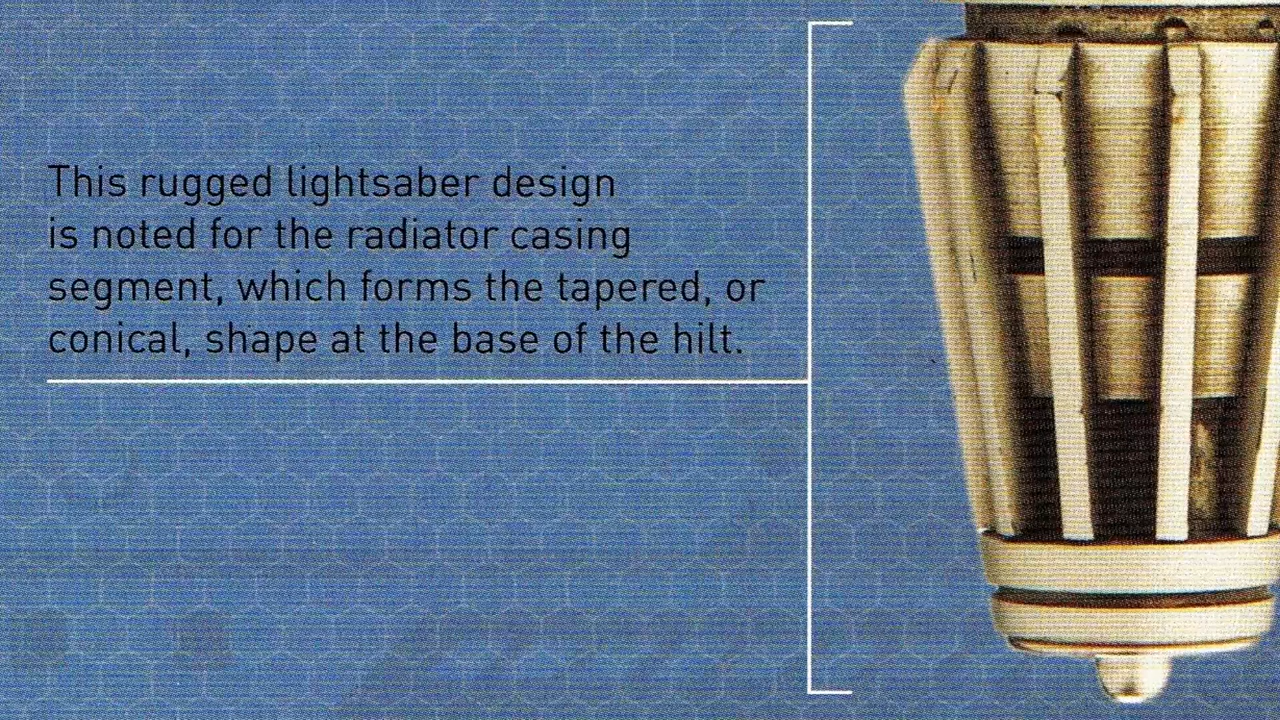 This rugged lightsaber design
is noted for the radiator casing
segment, which forms the tapered, or
conical, shape at the base of the hilt.